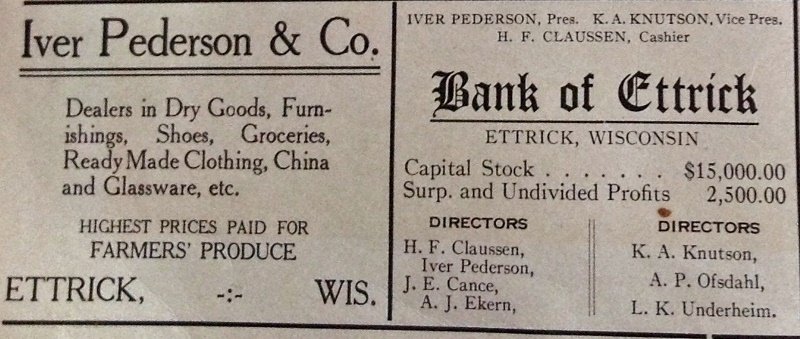 Iver Pederson & Co.
Dealers in Dry Goods, Furn-
ishings, Shoes, Groceries,
Ready Made Clothing, China
and Glassware, etc.
HIGHEST PRICES PAID FOR
FARMERS' PRODUCE
ETTRICK, -:- WIS.
IVER PEDERSON, Pres. K. A. KNUTSON, Vice Pres.
H. F. CLAUSSEN, Cashier
Bank of Ettrick
ETTRICK, WISCONSIN
Capital Stock . . . . . . . $15,000.00
Surp. and Undivided Profits 2,500.00
DIRECTORS
H. F. Claussen,
Iver Pederson,
J. E. Cance,
A. J. Ekern,
DIRECTORS
K. A. Knutson,
A. P. Ofsdahl,
L. K. Underheim.